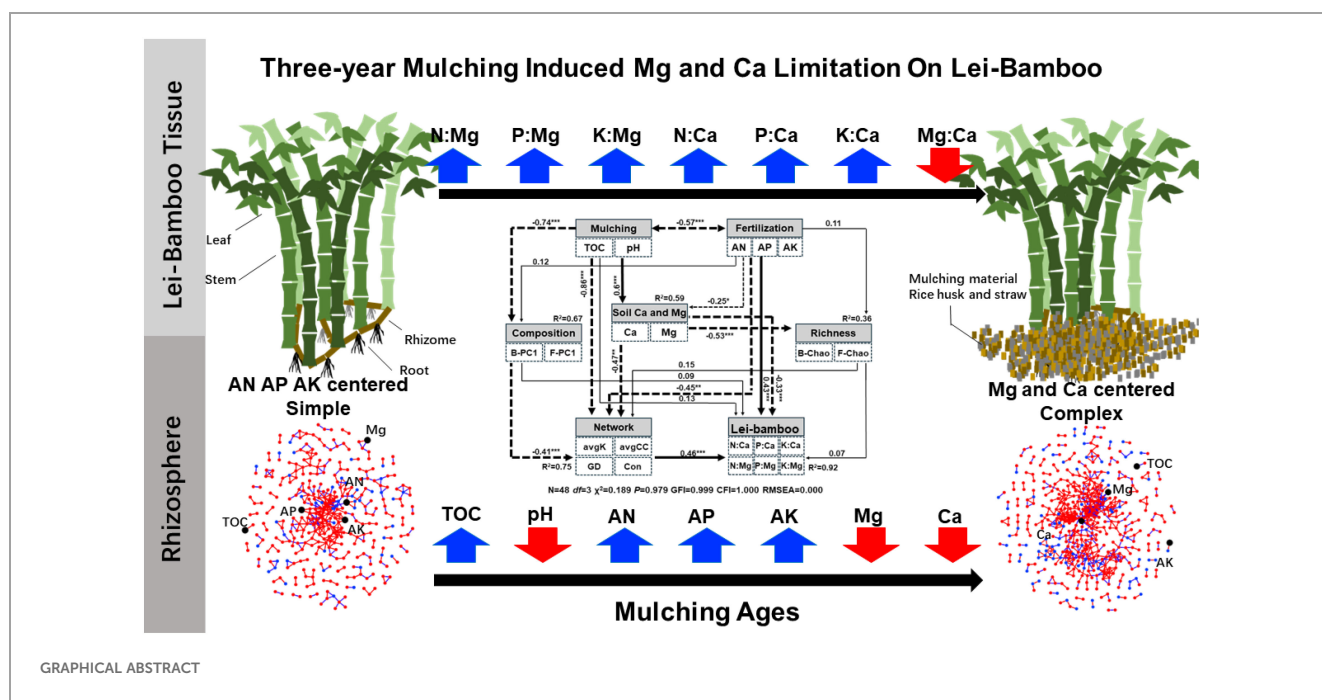 Three-year Mulching Induced Mg and Ca Limitation On Lei-Bamboo
Lei-Bamboo Tissue
N:Mg P:Mg K:Mg N:Ca P:Ca K:Ca Mg:Ca
Leaf
Stem
Rhizome
Root
Mulching material
Rice husk and straw
-0.74***
Mulching
TOC pH
-0.57***
Fertilization
AN AP AK
0.11
0.12
-0.86***
0.6***
R²=0.59
-0.25*
Soil Ca and Mg
Ca Mg
R²=0.67
Composition
B-PC1 F-PC1
-0.53***
R²=0.36
Richness
B-Chao F-Chao
-0.47**
0.15
0.09
-0.45**
0.13
0.43***
-0.33***
Network
avgK avgCC
GD Con
-0.41***
R²=0.75
0.46***
Lei-bamboo
N:Ca P:Ca K:Ca
N:Mg P:Mg K:Mg
0.07
R²=0.92
N=48 df=3 χ²=0.189 P=0.979 GFI=0.999 CFI=1.000 RMSEA=0.000
Rhizosphere
AN AP AK centered
Simple
Mg
AN
AP
AK
TOC
Mg and Ca centered
Complex
TOC
Mg
Ca
AK
TOC pH AN AP AK Mg Ca
Mulching Ages
GRAPHICAL ABSTRACT